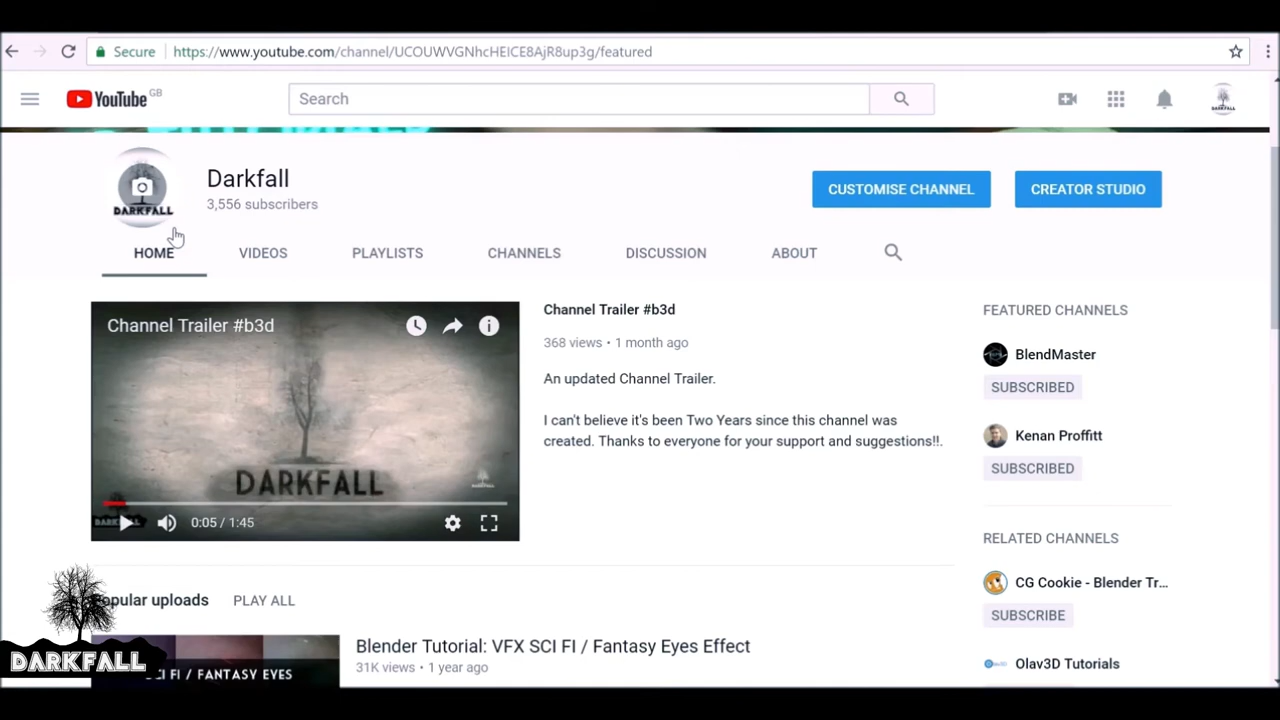 Secure https://www.youtube.com/channel/UCOUWVGNhcHEICE8AjR8up3g/featured
YouTube GB
Search
DARKFALL
DARKFALL
Darkfall
3,556 subscribers
CUSTOMISE CHANNEL
CREATOR STUDIO
HOME
VIDEOS
PLAYLISTS
CHANNELS
DISCUSSION
ABOUT
Channel Trailer #b3d
DARKFALL
DARKFALL
0:05 / 1:45
Channel Trailer #b3d
368 views • 1 month ago
An updated Channel Trailer.
I can't believe it's been Two Years since this channel was
created. Thanks to everyone for your support and suggestions!!.
FEATURED CHANNELS
BlendMaster
SUBSCRIBED
Kenan Proffitt
SUBSCRIBED
RELATED CHANNELS
CG Cookie - Blender Tr...
SUBSCRIBE
Olav3D Tutorials
Popular uploads
PLAY ALL
SCI FI / FANTASY EYES
Blender Tutorial: VFX SCI FI / Fantasy Eyes Effect
31K views • 1 year ago
DARKFALL